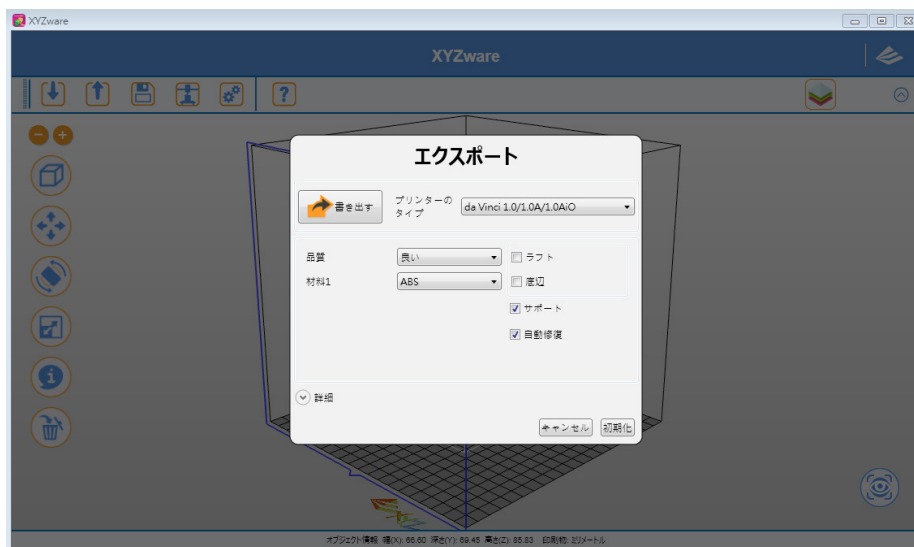 XYZware
XYZware
?
エクスポート
書き出す
プリンターの
タイプ
da Vinci 1.0/1.0A/1.0AiO
品質
良い
ラフト
材料1
ABS
底辺
サポート
自動修復
詳細
キャンセル
初期化
オブジェクト情報 幅(X): 66.60 深さ(Y): 69.45 高さ(Z): 85.83 印刷物: ミリメートル